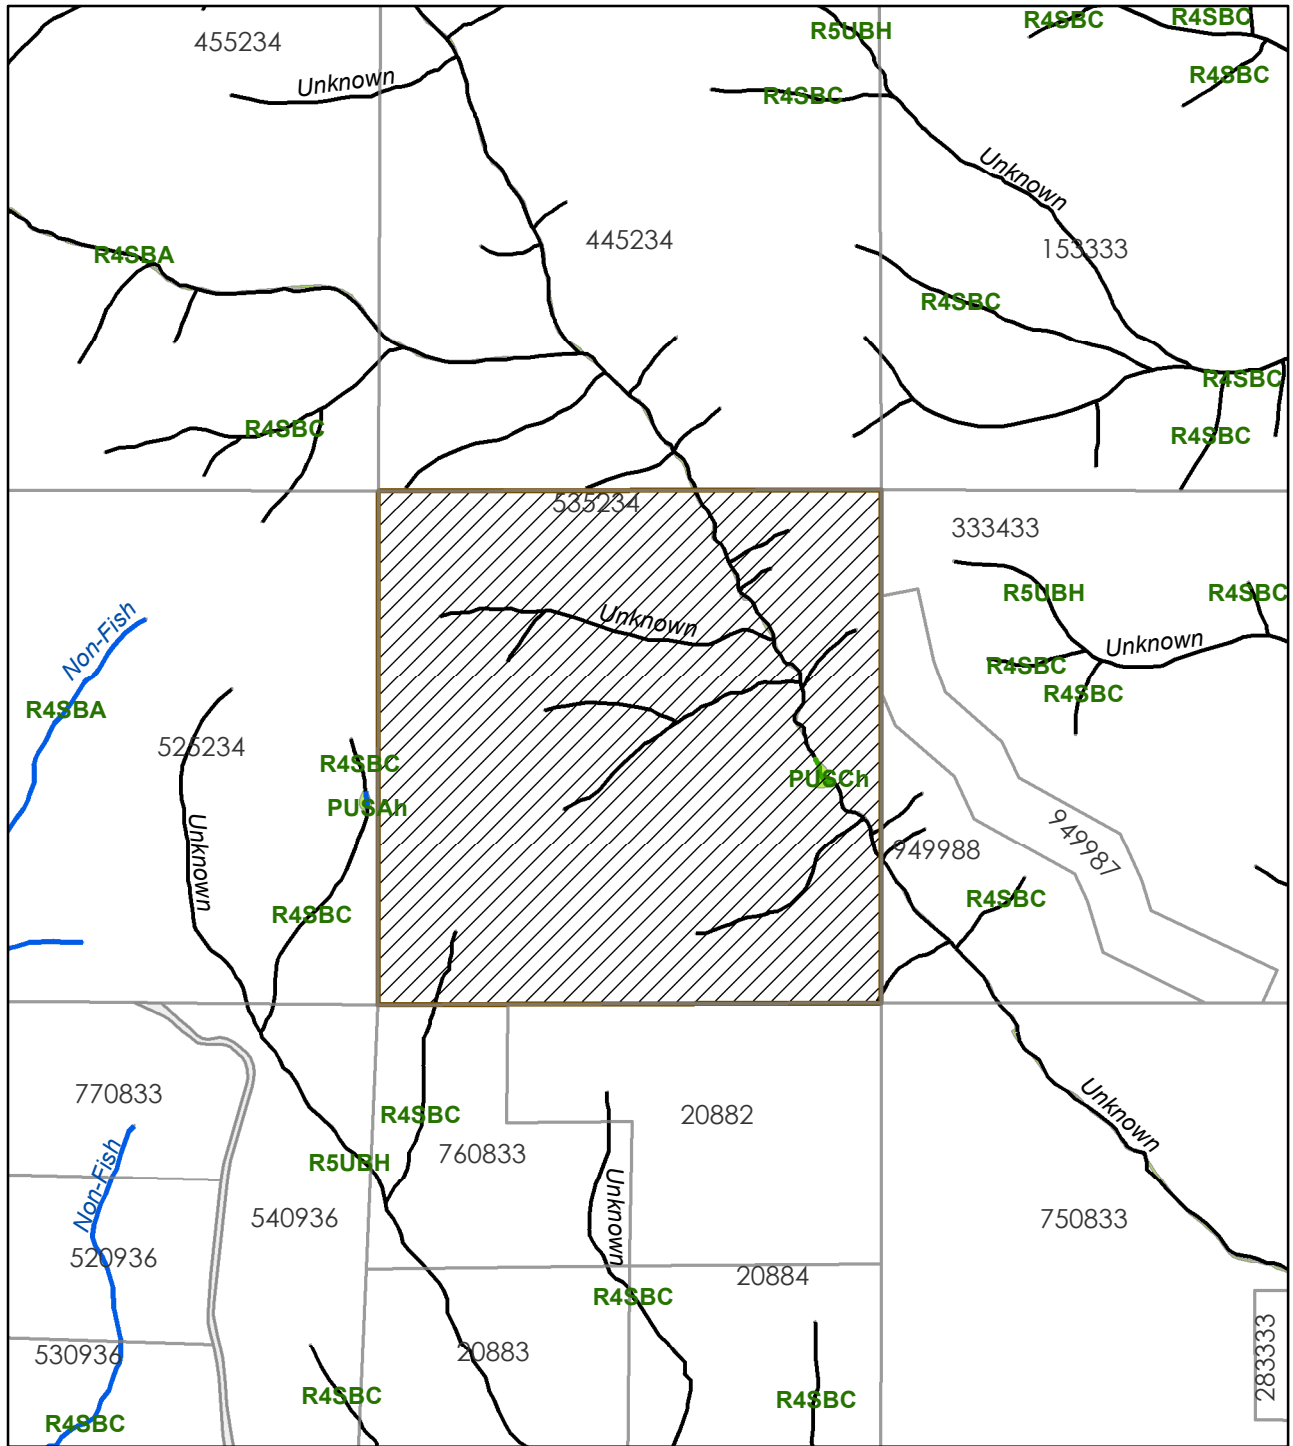 R5UBH
R4SBC
R4SBC
455234
Unknown
R4SBC
R4SBC
Unknown
445234
153333
R4SBA
R4SBC
R4SBC
R4SBC
R4SBC
535234
333433
Non-Fish
Unknown
R5UBH
R4SBC
Unknown
R4SBC
R4SBC
R4SBA
525234
R4SBC
PUSAh
PUSCh
Unknown
949988
949987
R4SBC
R4SBC
770833
R4SBC
20882
Unknown
760833
R5UBH
Non-Fish
Unknown
540936
750833
520936
20884
R4SBC
530936
20883
283333
R4SBC
R4SBC
R4SBC